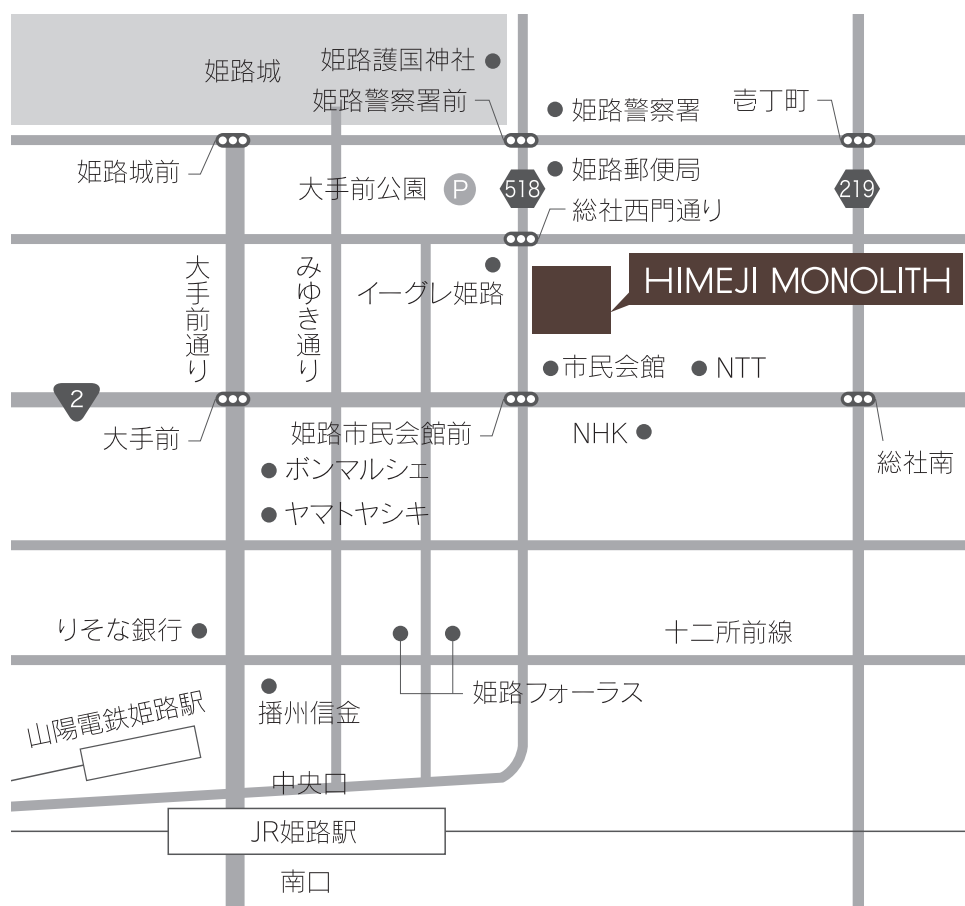 姫路城
姫路護国神社
姫路警察署前
姫路警察署
壱丁町
姫路城前
大手前公園
P
518
姫路郵便局
219
総社西門通り
大手前通り
みゆき通り
イーグレ姫路
HIMEJI MONOLITH
市民会館
NTT
2
大手前
姫路市民会館前
NHK
総社南
ボンマルシェ
ヤマトヤシキ
りそな銀行
十二所前線
播州信金
姫路フォーラス
山陽電鉄姫路駅
中央口
JR姫路駅
南口